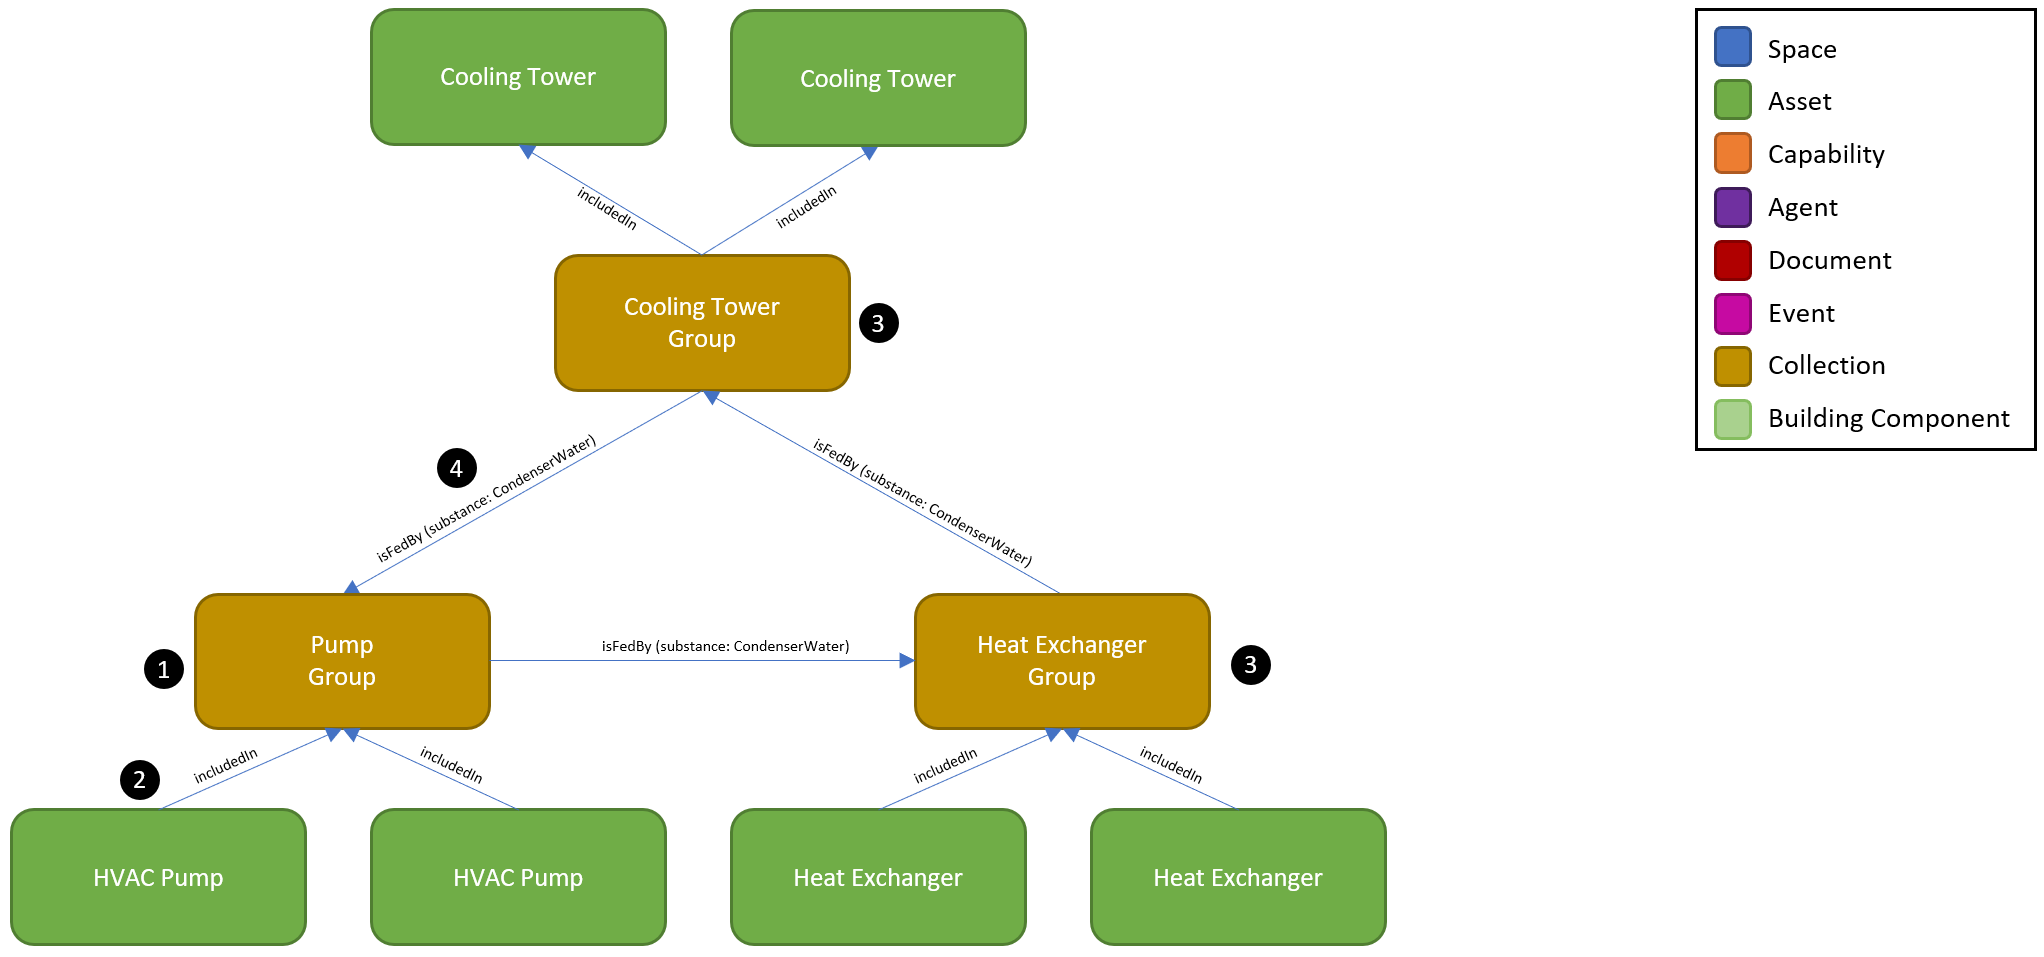 Cooling Tower
Cooling Tower
includedIn
includedIn
Cooling Tower
Group
3
4
isFedBy (substance: CondenserWater)
isFedBy (substance: CondenserWater)
1
Pump
Group
isFedBy (substance: CondenserWater)
Heat Exchanger
Group
3
2
includedIn
includedIn
includedIn
includedIn
HVAC Pump
HVAC Pump
Heat Exchanger
Heat Exchanger
Space
Asset
Capability
Agent
Document
Event
Collection
Building Component